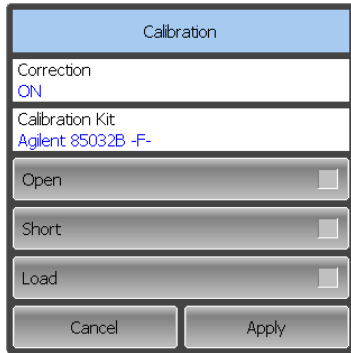 Calibration
Correction
ON
Calibration Kit
Agilent 85032B -F-
Open
Short
Load
Cancel
Apply